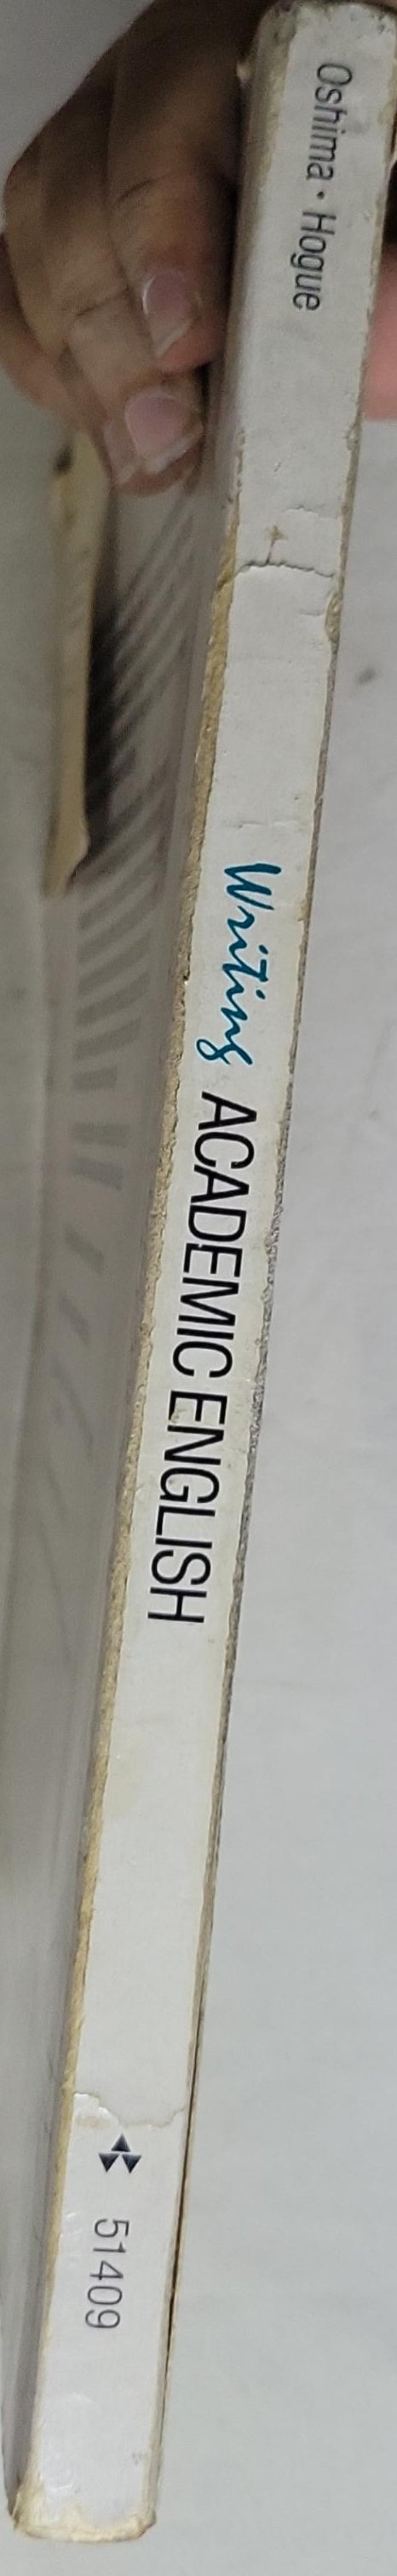 Oshima · Hogue
Writing ACADEMIC ENGLISH
51409